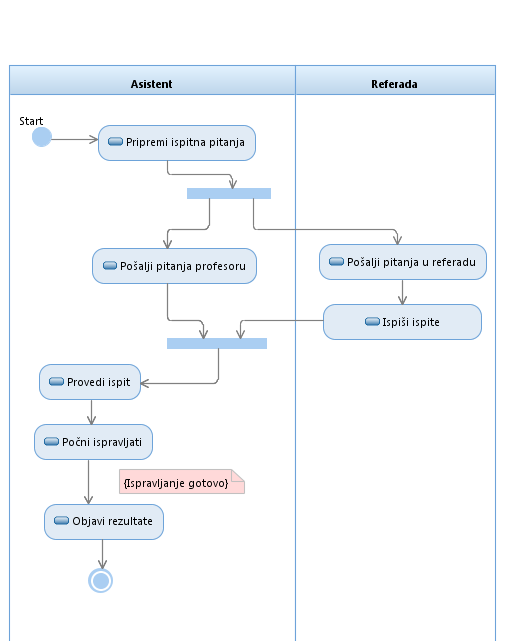 Asistent
Referada
Start
Pripremi ispitna pitanja
Pošalji pitanja profesoru
Pošalji pitanja u referadu
Ispiši ispite
Provedi ispit
Počni ispravljati
{Ispravljanje gotovo}
Objavi rezultate